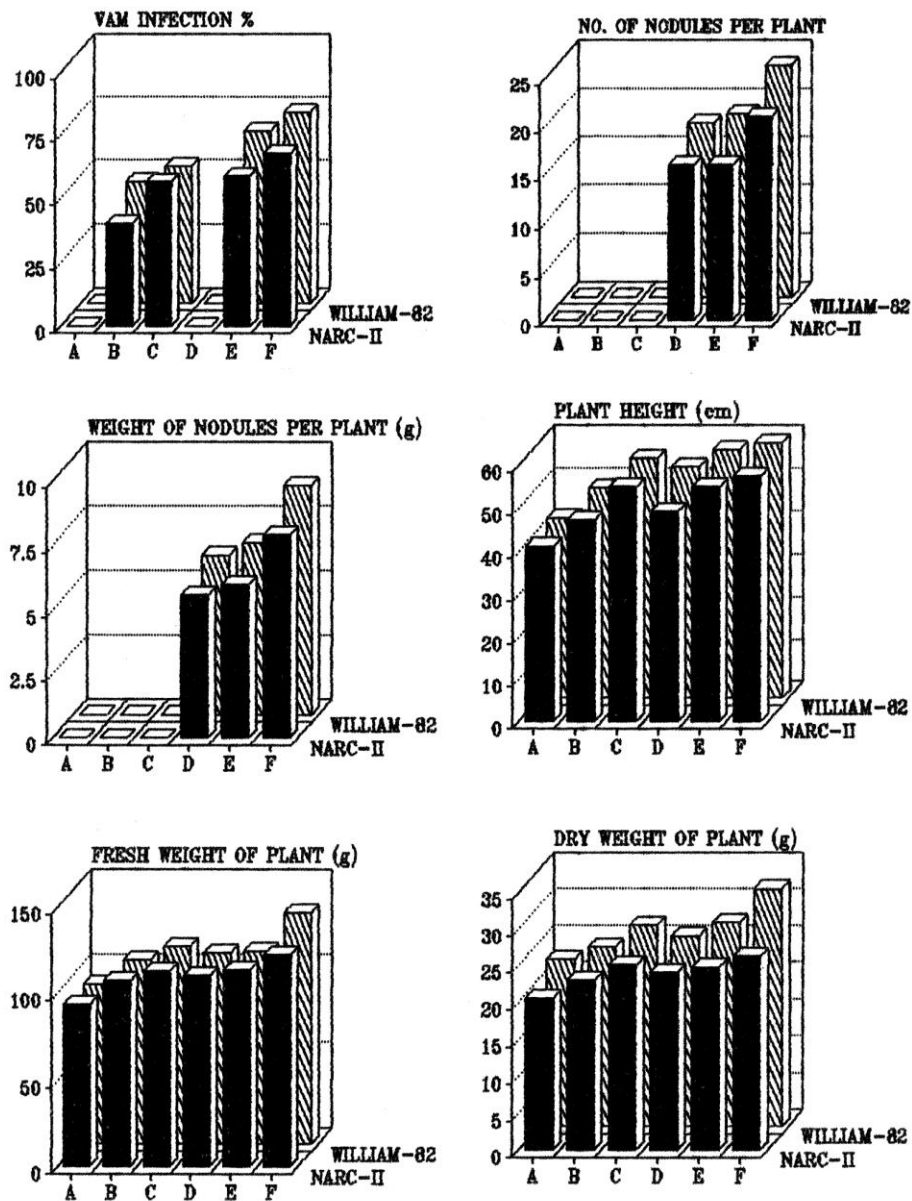 VAM INFECTION %
100
75
50
25
0
A B C D E F
WILLIAM-82
NARC-II
NO. OF NODULES PER PLANT
25
20
15
10
5
0
A B C D E F
WILLIAM-82
NARC-II
WEIGHT OF NODULES PER PLANT (g)
10
7.5
5
2.5
0
A B C D E F
WILLIAM-82
NARC-II
PLANT HEIGHT (cm)
60
50
40
30
20
10
0
A B C D E F
WILLIAM-82
NARC-II
FRESH WEIGHT OF PLANT (g)
150
100
50
0
A B C D E F
WILLIAM-82
NARC-II
DRY WEIGHT OF PLANT (g)
35
30
25
20
15
10
5
0
A B C D E F
WILLIAM-82
NARC-II